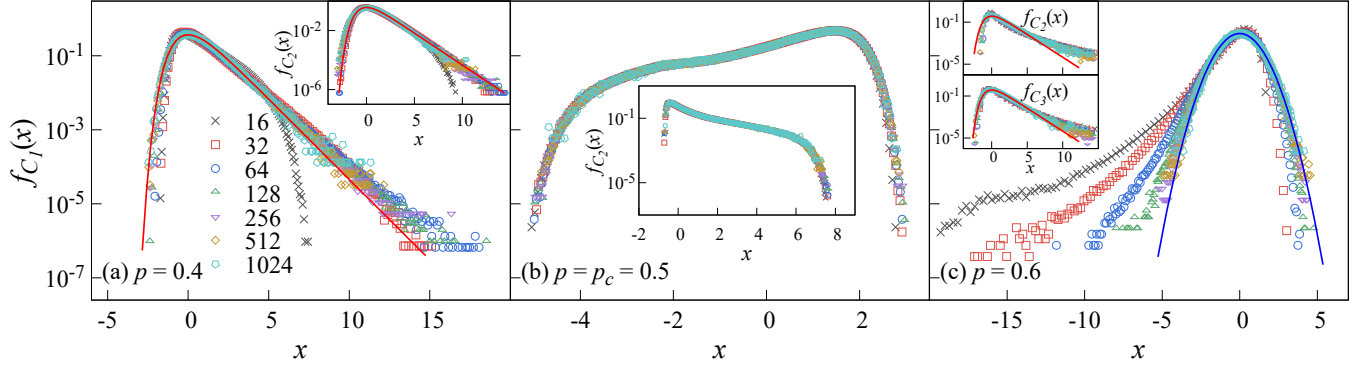 f_{C_1}(x)
10^{-1}
10^{-3}
10^{-5}
10^{-7}
16
32
64
128
256
512
1024
(a) p = 0.4
-5 0 5 10 15
x
f_{C_2}(x)
10^{-2}
10^{-6}
0 5 10
x
(b) p = p_c = 0.5
-4 -2 0 2
x
f_{C_2}(x)
10^{-1}
10^{-5}
-2 0 2 4 6 8
x
(c) p = 0.6
-15 -10 -5 0 5
x
f_{C_2}(x)
10^{-1}
10^{-5}
f_{C_3}(x)
10^{-1}
10^{-5}
0 5 10
x